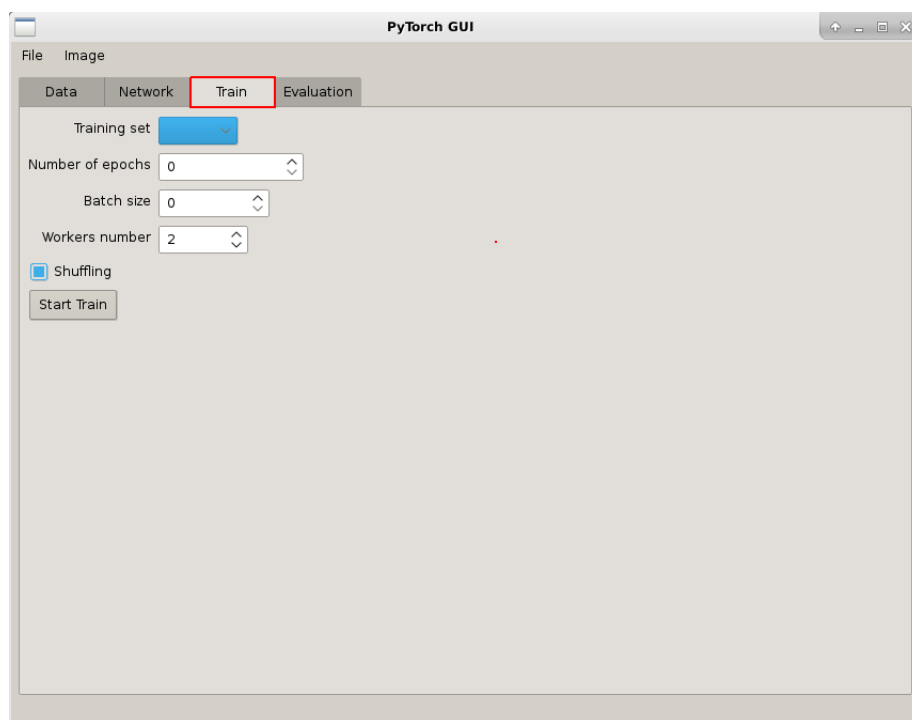 PyTorch GUI
File Image
Data Network Train Evaluation
Training set
Number of epochs 0
Batch size 0
Workers number 2
Shuffling
Start Train